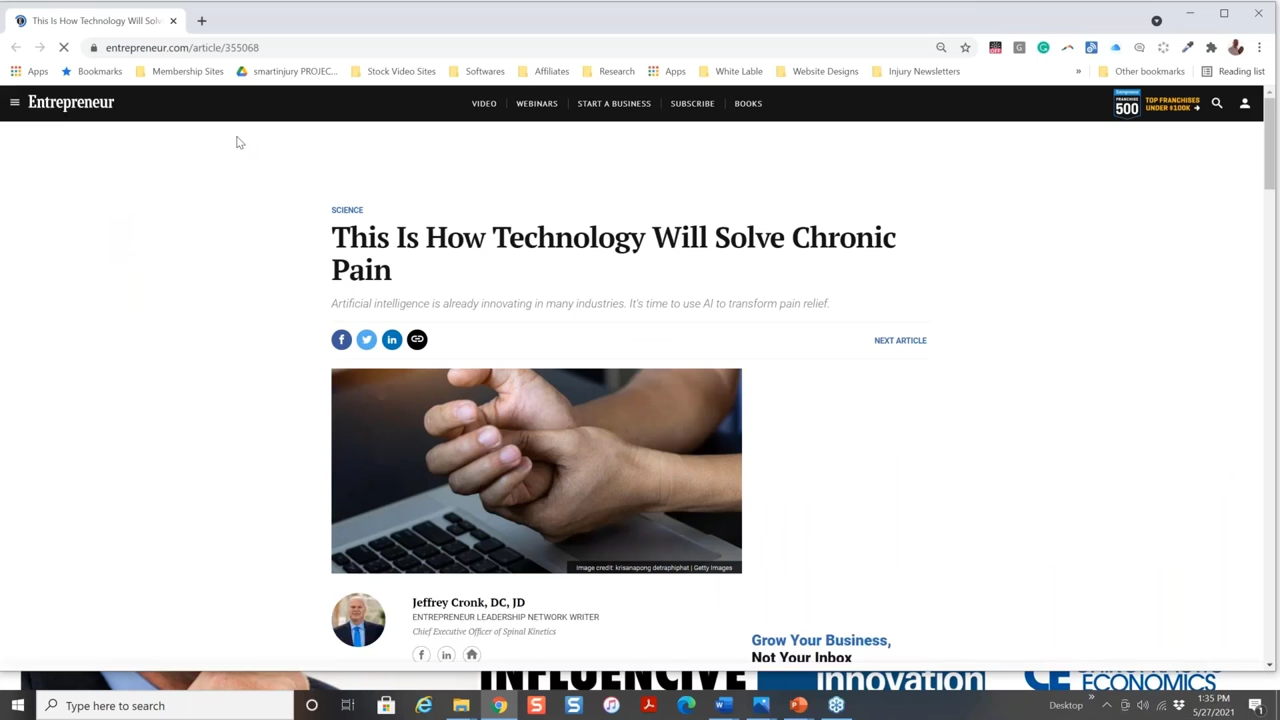 This Is How Technology Will Solv
entrepreneur.com/article/355068
Apps Bookmarks Membership Sites smartinjury PROJEC... Stock Video Sites Softwares Affiliates Research Apps White Lable Website Designs Injury Newsletters » Other bookmarks Reading list
Entrepreneur VIDEO WEBINARS START A BUSINESS SUBSCRIBE BOOKS Entrepreneur FRANCHISE 500 TOP FRANCHISES UNDER $100K
SCIENCE
This Is How Technology Will Solve Chronic
Pain
Artificial intelligence is already innovating in many industries. It's time to use AI to transform pain relief.
NEXT ARTICLE
Image credit: krisanapong detraphiphat | Getty Images
Jeffrey Cronk, DC, JD
ENTREPRENEUR LEADERSHIP NETWORK WRITER
Chief Executive Officer of Spinal Kinetics
Grow Your Business,
Not Your Inbox
INFLUENCIVE
innovation
CE
ECONOMICS
Type here to search
Desktop
1:35 PM
5/27/2021